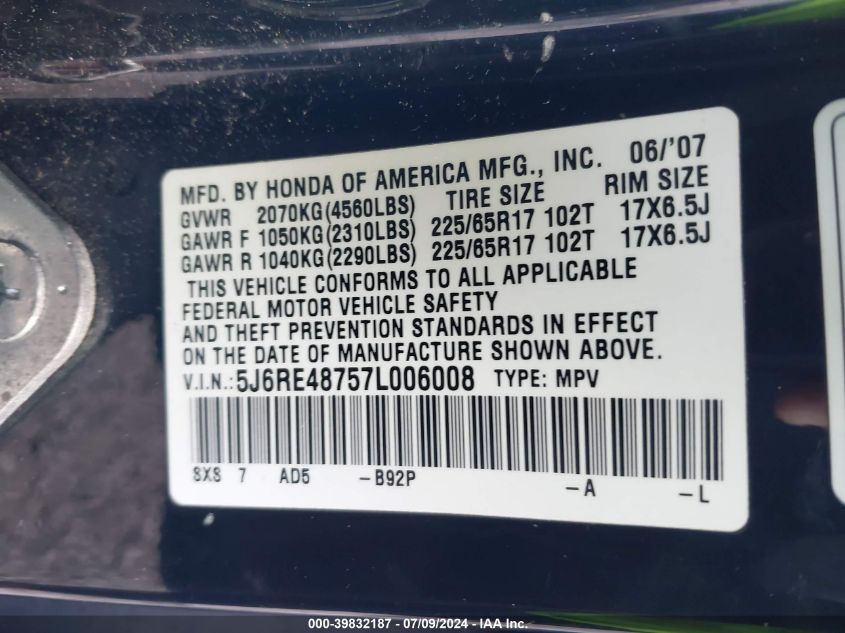 MFD. BY HONDA OF AMERICA MFG., INC. 06/'07
GVWR 2070KG(4560LBS) TIRE SIZE RIM SIZE
GAWR F 1050KG(2310LBS) 225/65R17 102T 17X6.5J
GAWR R 1040KG(2290LBS) 225/65R17 102T 17X6.5J
THIS VEHICLE CONFORMS TO ALL APPLICABLE
FEDERAL MOTOR VEHICLE SAFETY
AND THEFT PREVENTION STANDARDS IN EFFECT
ON THE DATE OF MANUFACTURE SHOWN ABOVE.
V.I.N.:5J6RE48757L006008 TYPE: MPV
SXS 7 AD5 -B92P -A -L
000-39832187 - 07/09/2024 - IAA Inc.